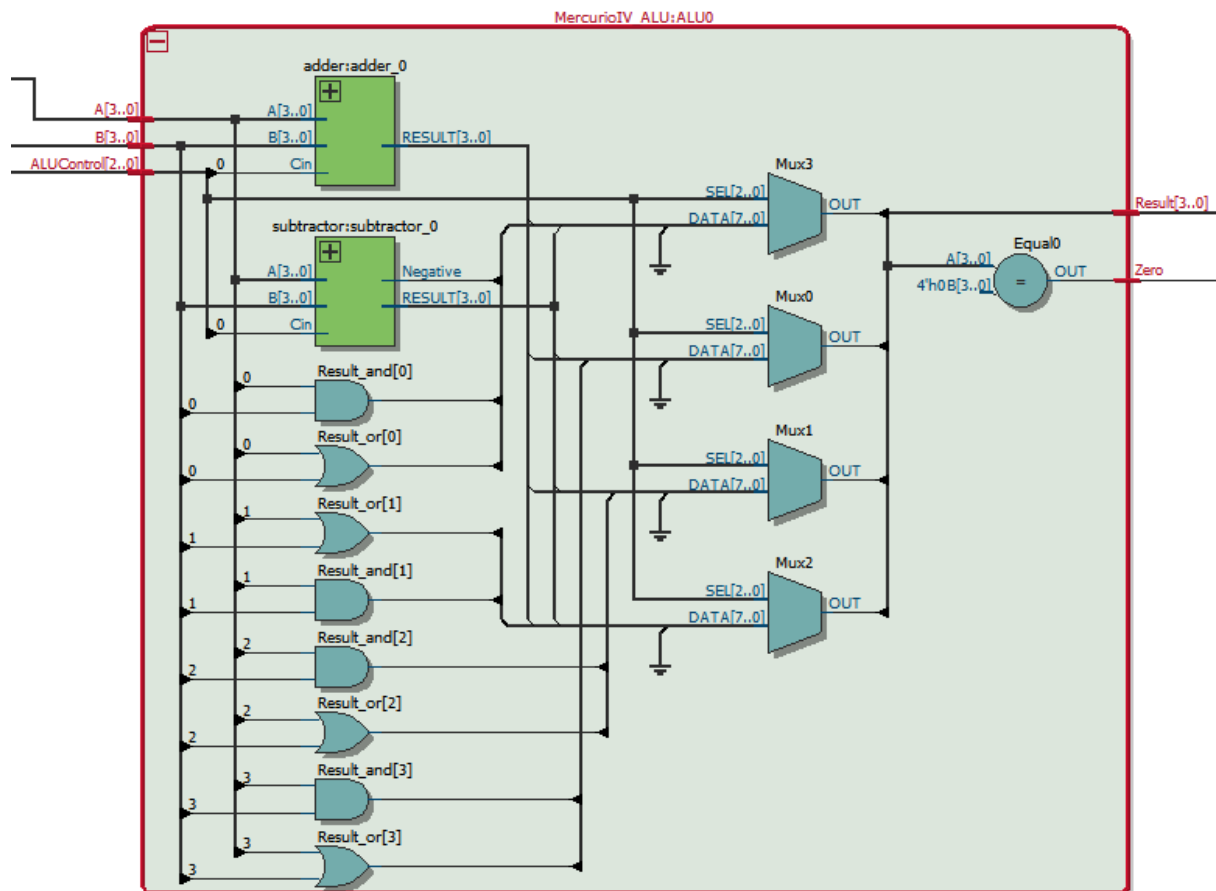 MercurioIV_ALU:ALU0
adder:adder_0
A[3..0]
B[3..0]
ALUControl[2..0]
A[3..0]
B[3..0]
0
Cin
RESULT[3..0]
subtractor:subtractor_0
A[3..0]
B[3..0]
0
Cin
Negative
RESULT[3..0]
Mux3
SEL[2..0]
DATA[7..0]
OUT
Result[3..0]
Equal0
A[3..0]
4'h0 B[3..0]
=
OUT
Zero
Mux0
SEL[2..0]
DATA[7..0]
OUT
Result_and[0]
0
0
Result_or[0]
0
0
Mux1
SEL[2..0]
DATA[7..0]
OUT
Result_or[1]
1
1
Result_and[1]
1
1
Mux2
SEL[2..0]
DATA[7..0]
OUT
Result_and[2]
2
2
Result_or[2]
2
2
Result_and[3]
3
3
Result_or[3]
3
3